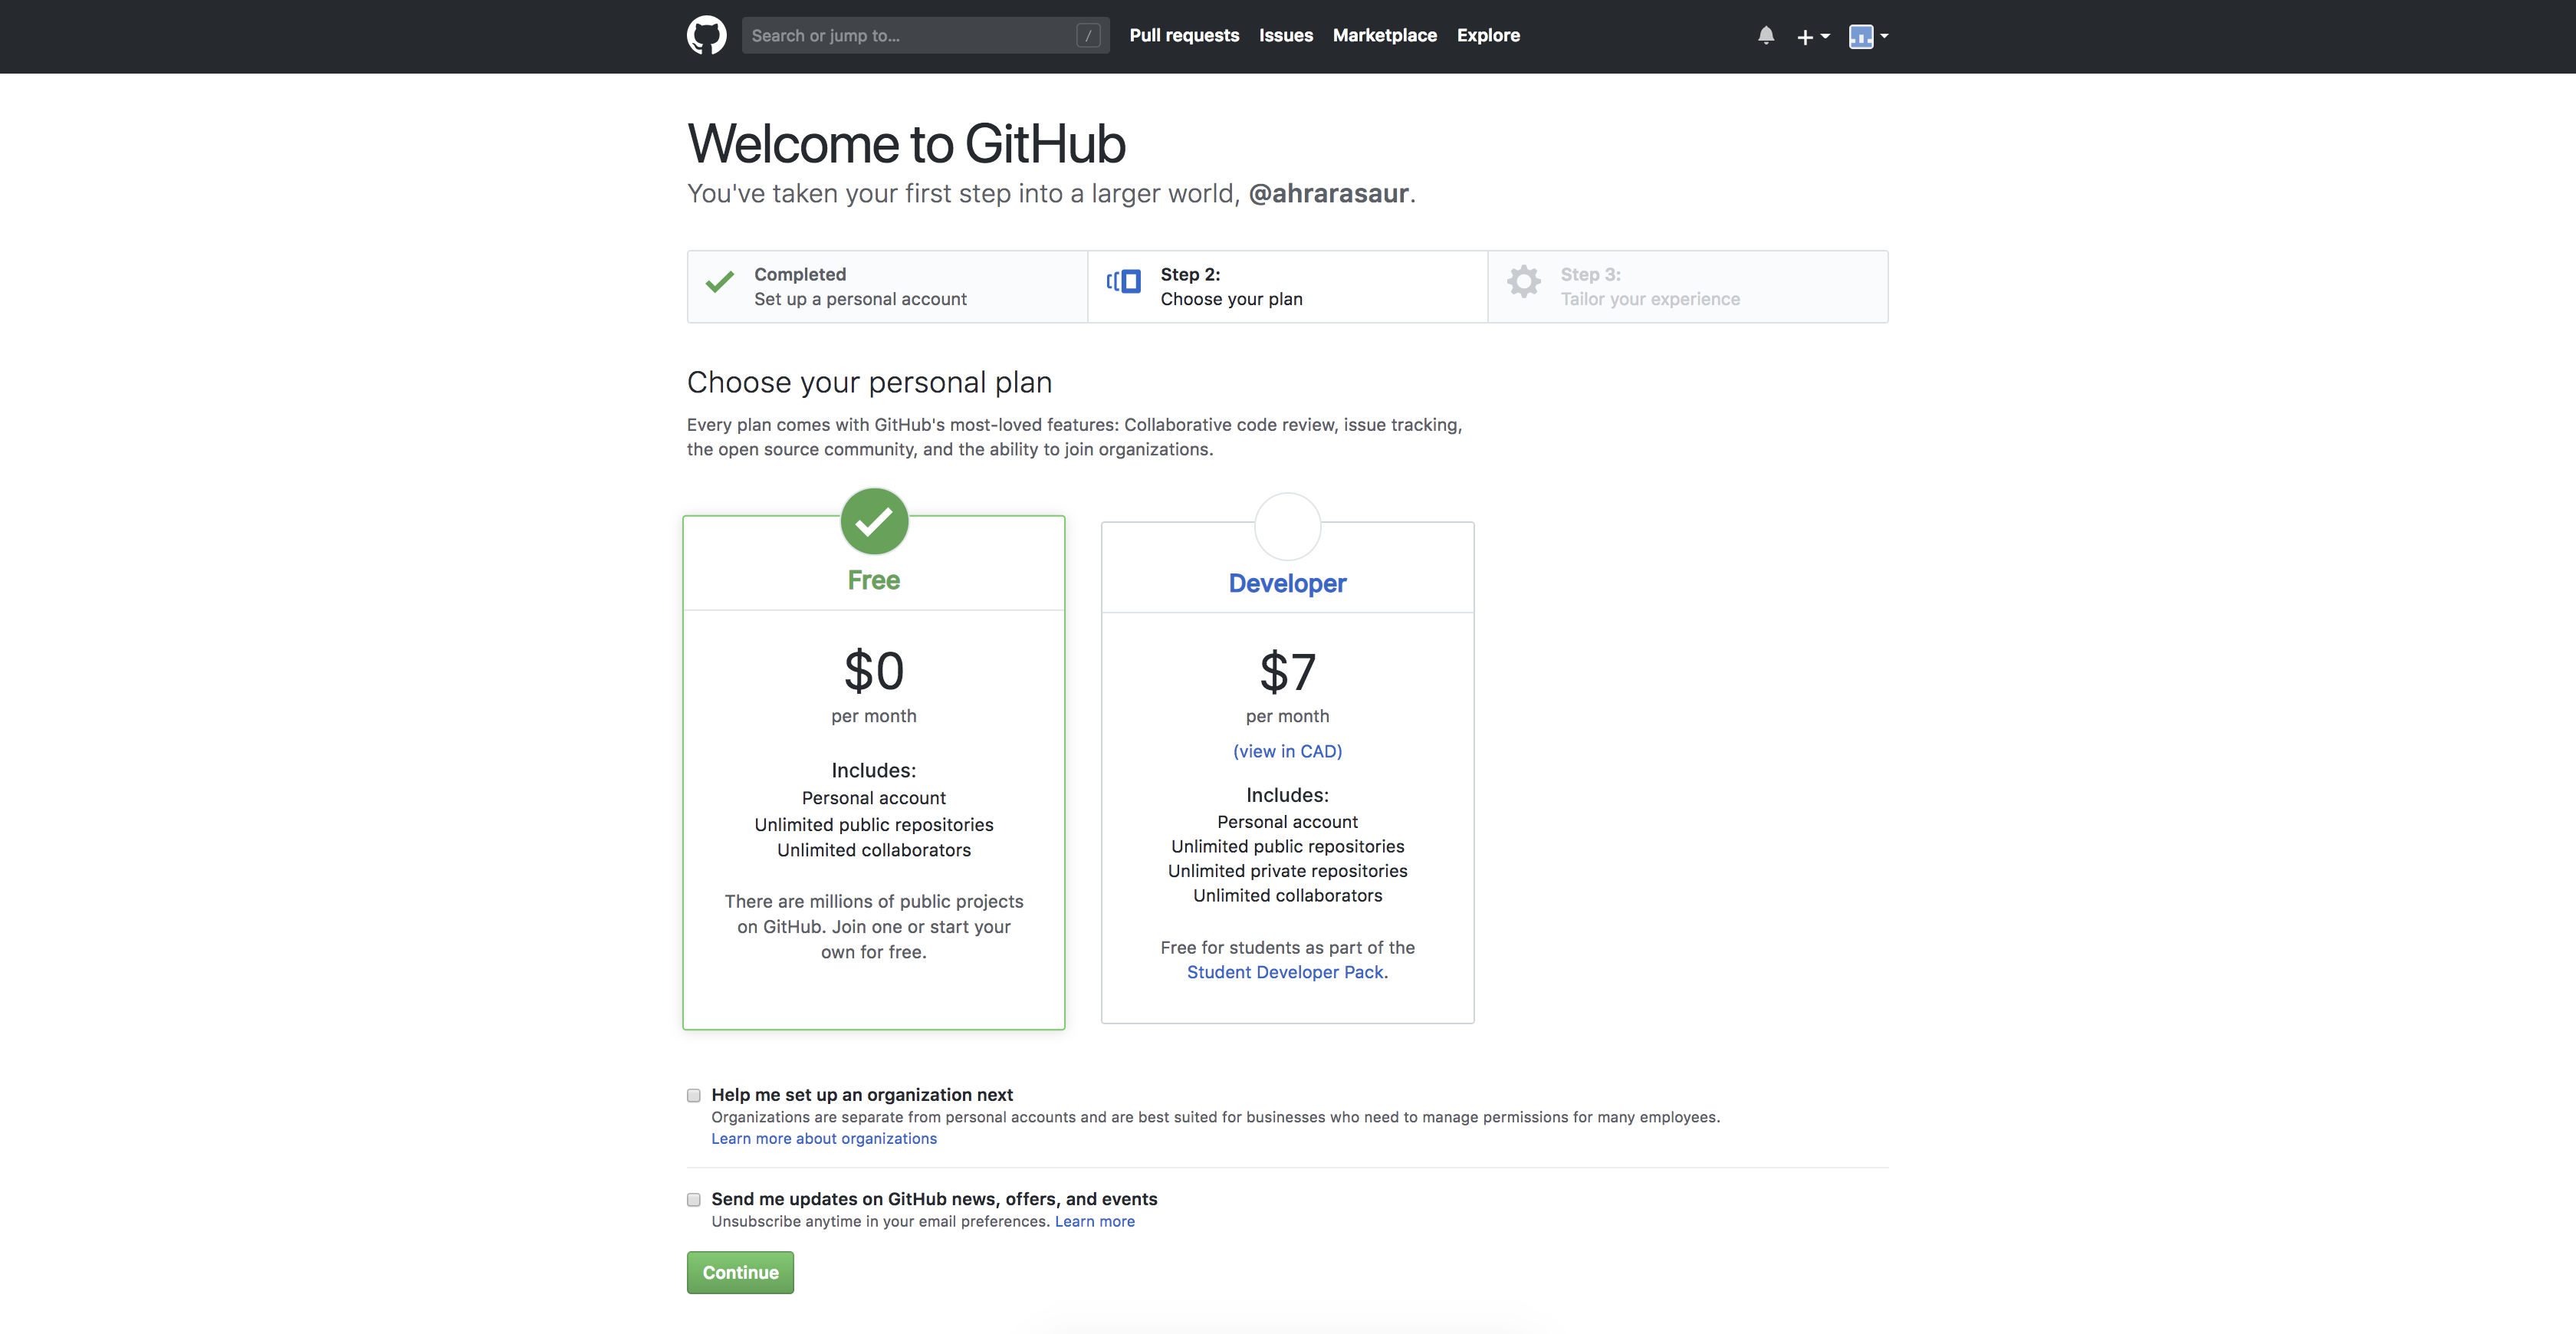 Search or jump to... /
Pull requests Issues Marketplace Explore
Welcome to GitHub
You've taken your first step into a larger world, @ahrarasaur.
Completed
Set up a personal account
Step 2:
Choose your plan
Step 3:
Tailor your experience
Choose your personal plan
Every plan comes with GitHub's most-loved features: Collaborative code review, issue tracking,
the open source community, and the ability to join organizations.
Free
$0
per month
Includes:
Personal account
Unlimited public repositories
Unlimited collaborators
There are millions of public projects
on GitHub. Join one or start your
own for free.
Developer
$7
per month
(view in CAD)
Includes:
Personal account
Unlimited public repositories
Unlimited private repositories
Unlimited collaborators
Free for students as part of the
Student Developer Pack.
Help me set up an organization next
Organizations are separate from personal accounts and are best suited for businesses who need to manage permissions for many employees.
Learn more about organizations
Send me updates on GitHub news, offers, and events
Unsubscribe anytime in your email preferences. Learn more
Continue